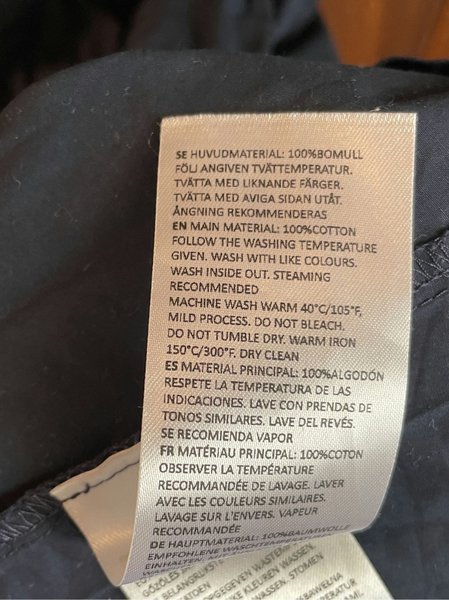 SE HUVUDMATERIAL: 100%BOMULL
FÖLJ ANGIVEN TVÄTTEMPERATUR.
TVÄTTA MED LIKNANDE FÄRGER.
TVÄTTA MED AVIGA SIDAN UTÅT.
ÅNGNING REKOMMENDERAS
EN MAIN MATERIAL: 100%COTTON
FOLLOW THE WASHING TEMPERATURE
GIVEN. WASH WITH LIKE COLOURS.
WASH INSIDE OUT. STEAMING
RECOMMENDED
MACHINE WASH WARM 40°C/105°F,
MILD PROCESS. DO NOT BLEACH.
DO NOT TUMBLE DRY. WARM IRON
150°C/300°F. DRY CLEAN
ES MATERIAL PRINCIPAL: 100%ALGODÓN
RESPETE LA TEMPERATURA DE LAS
INDICACIONES. LAVE CON PRENDAS DE
TONOS SIMILARES. LAVE DEL REVÉS.
SE RECOMIENDA VAPOR
FR MATÉRIAU PRINCIPAL: 100%COTON
OBSERVER LA TEMPÉRATURE
RECOMMANDÉE DE LAVAGE. LAVER
AVEC LES COULEURS SIMILAIRES.
LAVAGE SUR L'ENVERS. VAPEUR
RECOMMANDÉE
DE HAUPTMATERIAL: 100%BAUMWOLLE
EMPFOHLENE
EINHALTEN.
KLEUREN WASSEN.
STOMEN